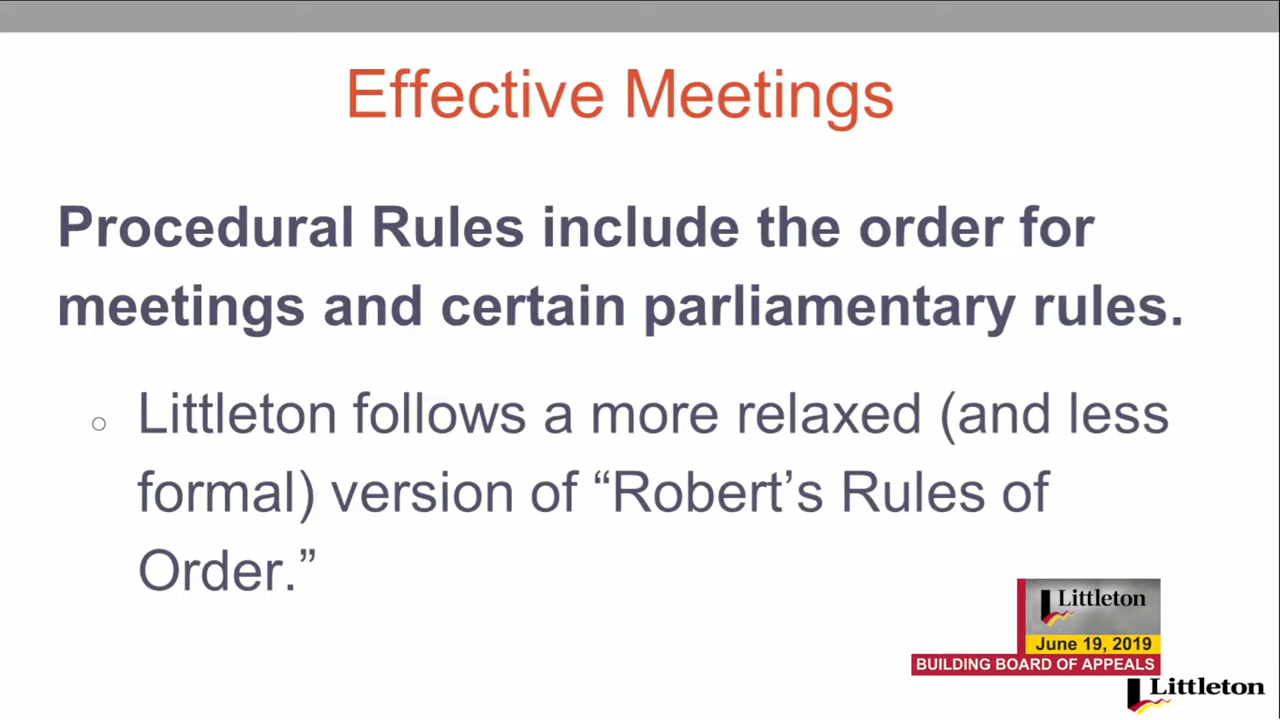 Effective Meetings
Procedural Rules include the order for
meetings and certain parliamentary rules.
○ Littleton follows a more relaxed (and less
formal) version of “Robert’s Rules of
Order.”
Littleton
June 19, 2019
BUILDING BOARD OF APPEALS
Littleton